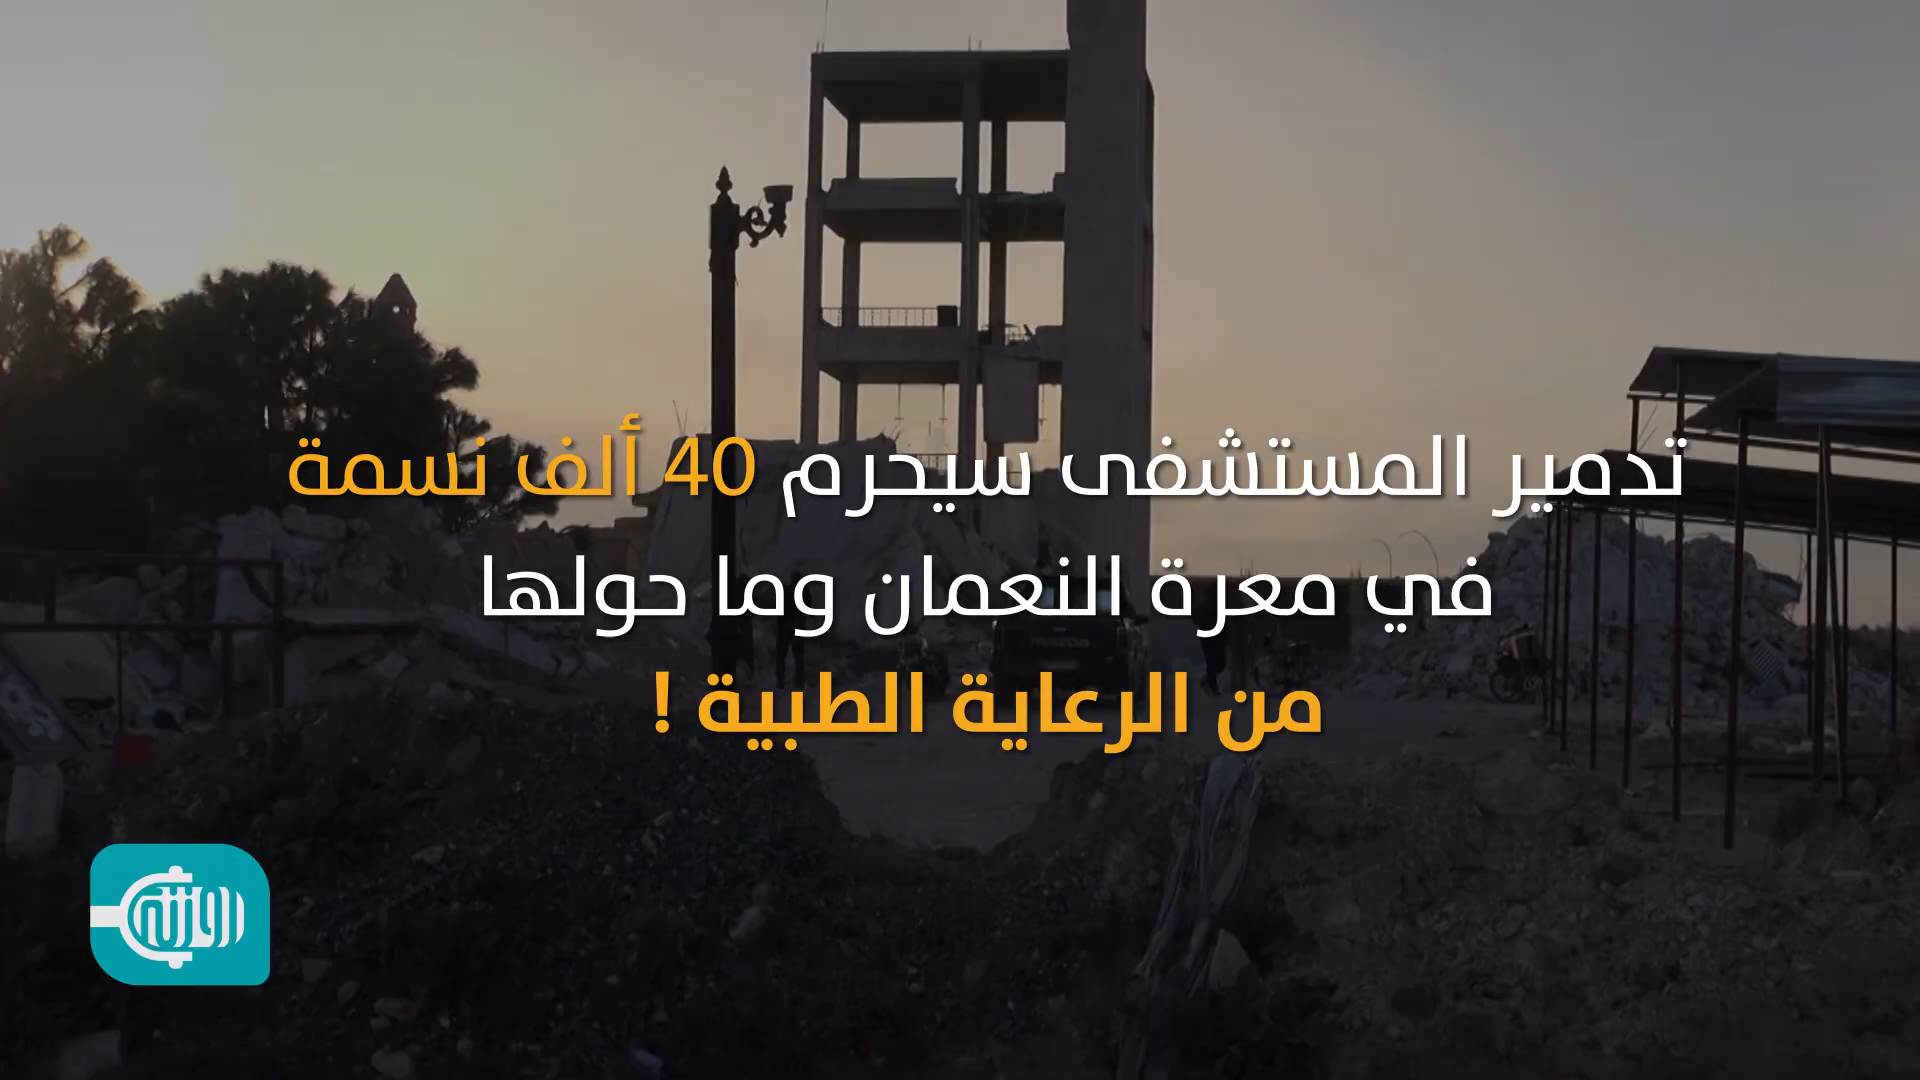 تدمير المستشفى سيحرم 40 ألف نسمة
في معرة النعمان وما حولها
من الرعاية الطبية !